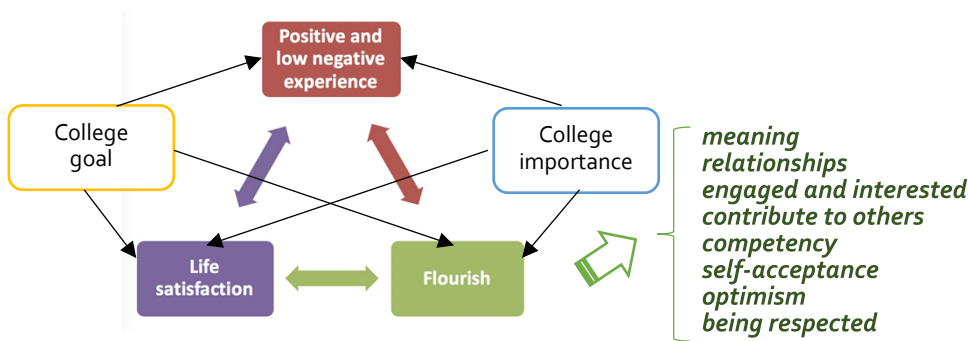 Positive and
low negative
experience
College
goal
College
importance
Life
satisfaction
Flourish
meaning
relationships
engaged and interested
contribute to others
competency
self-acceptance
optimism
being respected